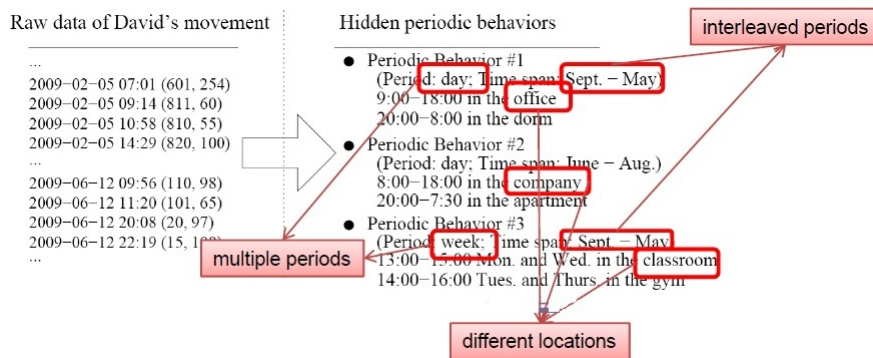 Raw data of David's movement
...
2009−02−05 07:01 (601, 254)
2009−02−05 09:14 (811, 60)
2009−02−05 10:58 (810, 55)
2009−02−05 14:29 (820, 100)
...
2009−06−12 09:56 (110, 98)
2009−06−12 11:20 (101, 65)
2009−06−12 20:08 (20, 97)
2009−06−12 22:19 (15,
...
Hidden periodic behaviors
● Periodic Behavior #1
(Period: day; Time span: Sept. − May)
9:00−18:00 in the office
20:00−8:00 in the dorm
● Periodic Behavior #2
(Period: day; Time span: June − Aug.)
8:00−18:00 in the company
20:00−7:30 in the apartment
● Periodic Behavior #3
(Period: week; Time span: Sept. − May)
13:00−15:00 Mon. and Wed. in the classroom
14:00−16:00 Tues. and Thurs. in the gym
interleaved periods
multiple periods
different locations